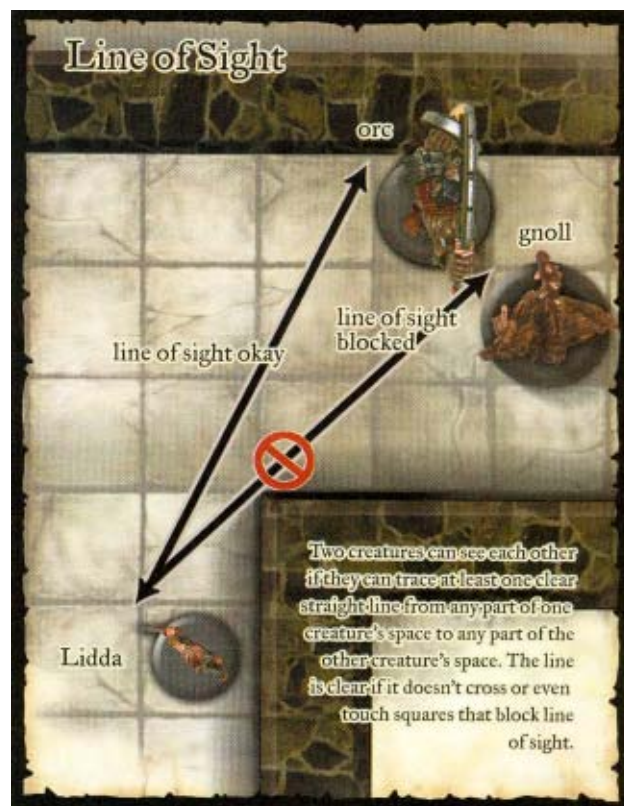 Line of Sight
orc
gnoll
line of sight okay
line of sight
blocked
Lidda
Two creatures can see each other
if they can trace at least one clear
straight line from any part of one
creature's space to any part of the
other creature's space. The line
is clear if it doesn't cross or even
touch squares that block line
of sight.